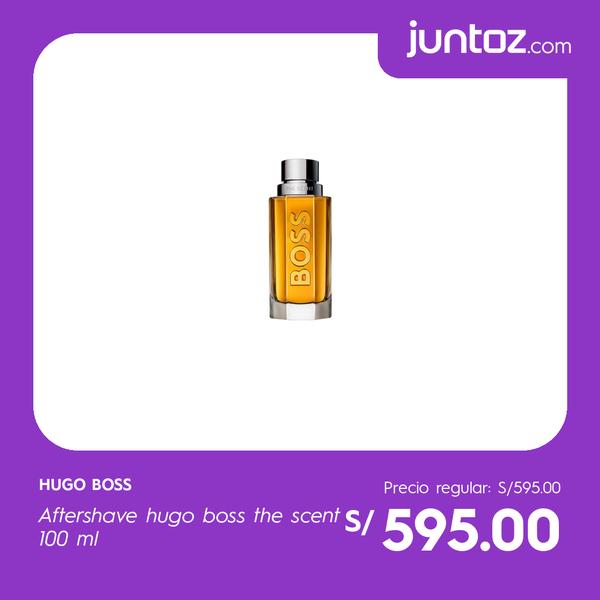 juntoz.com
BOSS
HUGO BOSS
Aftershave hugo boss the scent
100 ml
Precio regular: S/595.00
S/ 595.00